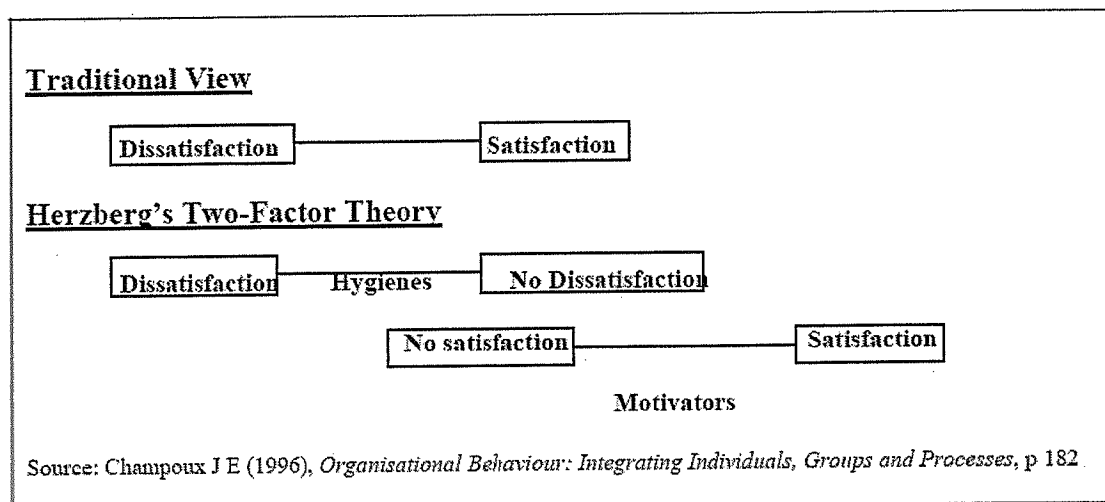 Traditional View
Dissatisfaction Satisfaction
Herzberg's Two-Factor Theory
Dissatisfaction Hygienes No Dissatisfaction
No satisfaction Satisfaction
Motivators
Source: Champoux J E (1996), Organisational Behaviour: Integrating Individuals, Groups and Processes, p 182